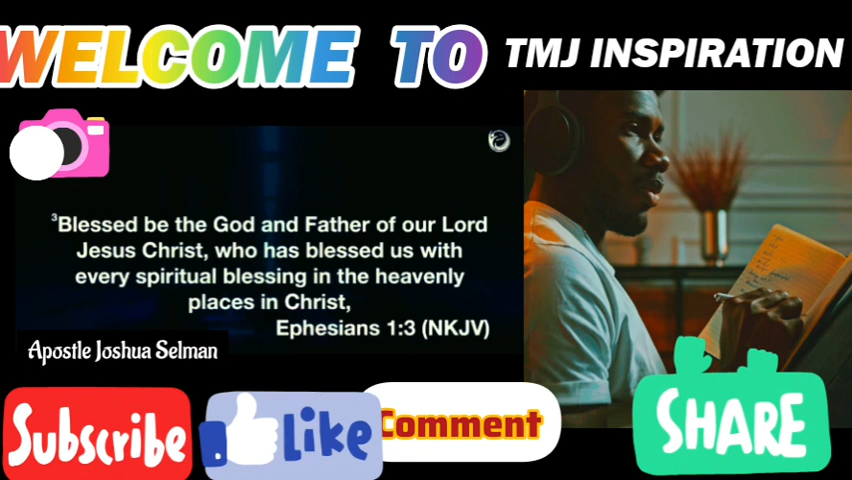 WELCOME TO TMJ INSPIRATION
³Blessed be the God and Father of our Lord
Jesus Christ, who has blessed us with
every spiritual blessing in the heavenly
places in Christ,
Ephesians 1:3 (NKJV)
Apostle Joshua Selman
Subscribe
Like
Comment
SHARE